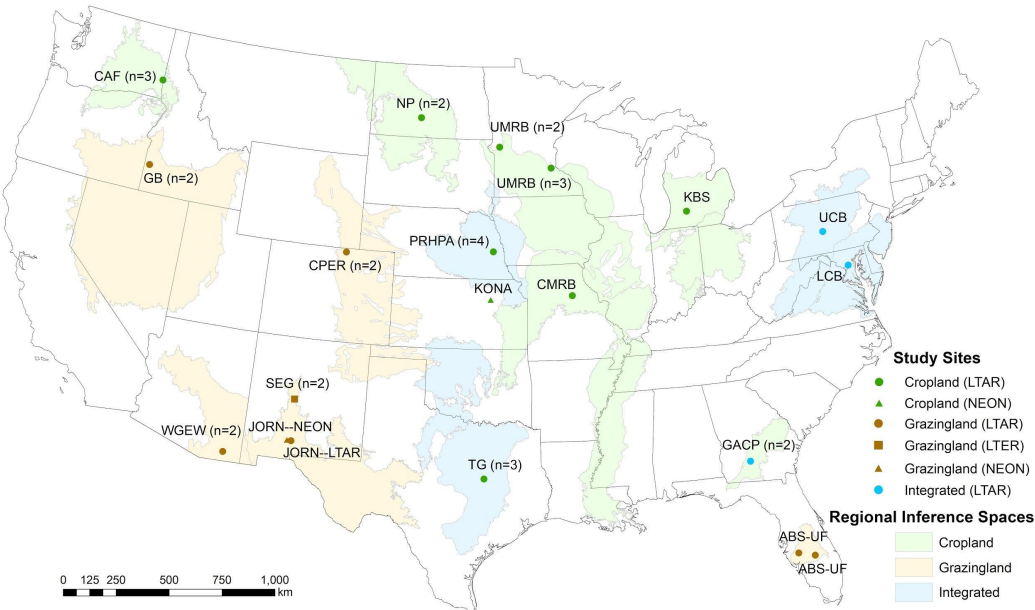 CAF (n=3)
NP (n=2)
UMRB (n=2)
GB (n=2)
UMRB (n=3)
KBS
UCB
PRHPA (n=4)
CPER (n=2)
LCB
KONA
CMRB
Study Sites
Cropland (LTAR)
SEG (n=2)
Cropland (NEON)
Grazingland (LTAR)
JORN--NEON
WGEW (n=2)
GACP (n=2)
Grazingland (LTER)
JORN--LTAR
TG (n=3)
Grazingland (NEON)
Integrated (LTAR)
Regional Inference Spaces
ABS-UF
Cropland
ABS-UF
Grazingland
0 125 250 500 750 1,000
km
Integrated